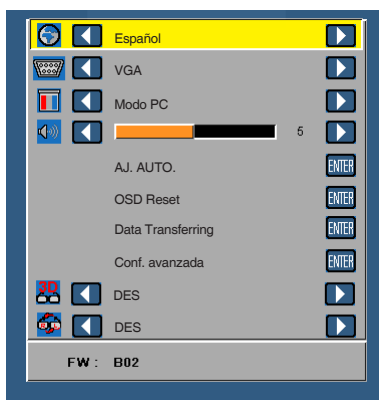 Español
VGA
Modo PC
5
AJ. AUTO. ENTER
OSD Reset ENTER
Data Transferring ENTER
Conf. avanzada ENTER
3D DES
DES
FW : B02